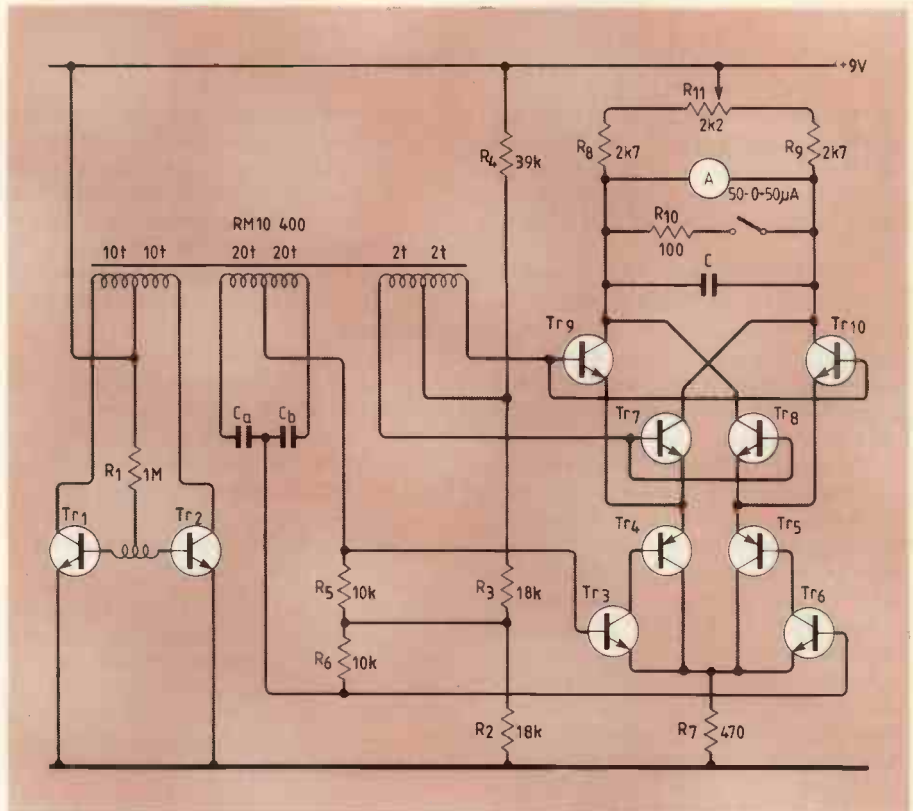 +9V
R11
2k2
R8
2k7
R9
2k7
A
50-0-50µA
R4
39k
R10
100
RM10 400
10t 10t
20t 20t
2t 2t
C
Tr9
Tr10
Ca
Cb
Tr7
Tr8
R1
1M
Tr1
Tr2
Tr4
Tr5
R5
10k
R3
18k
Tr3
Tr6
R6
10k
R2
18k
R7
470